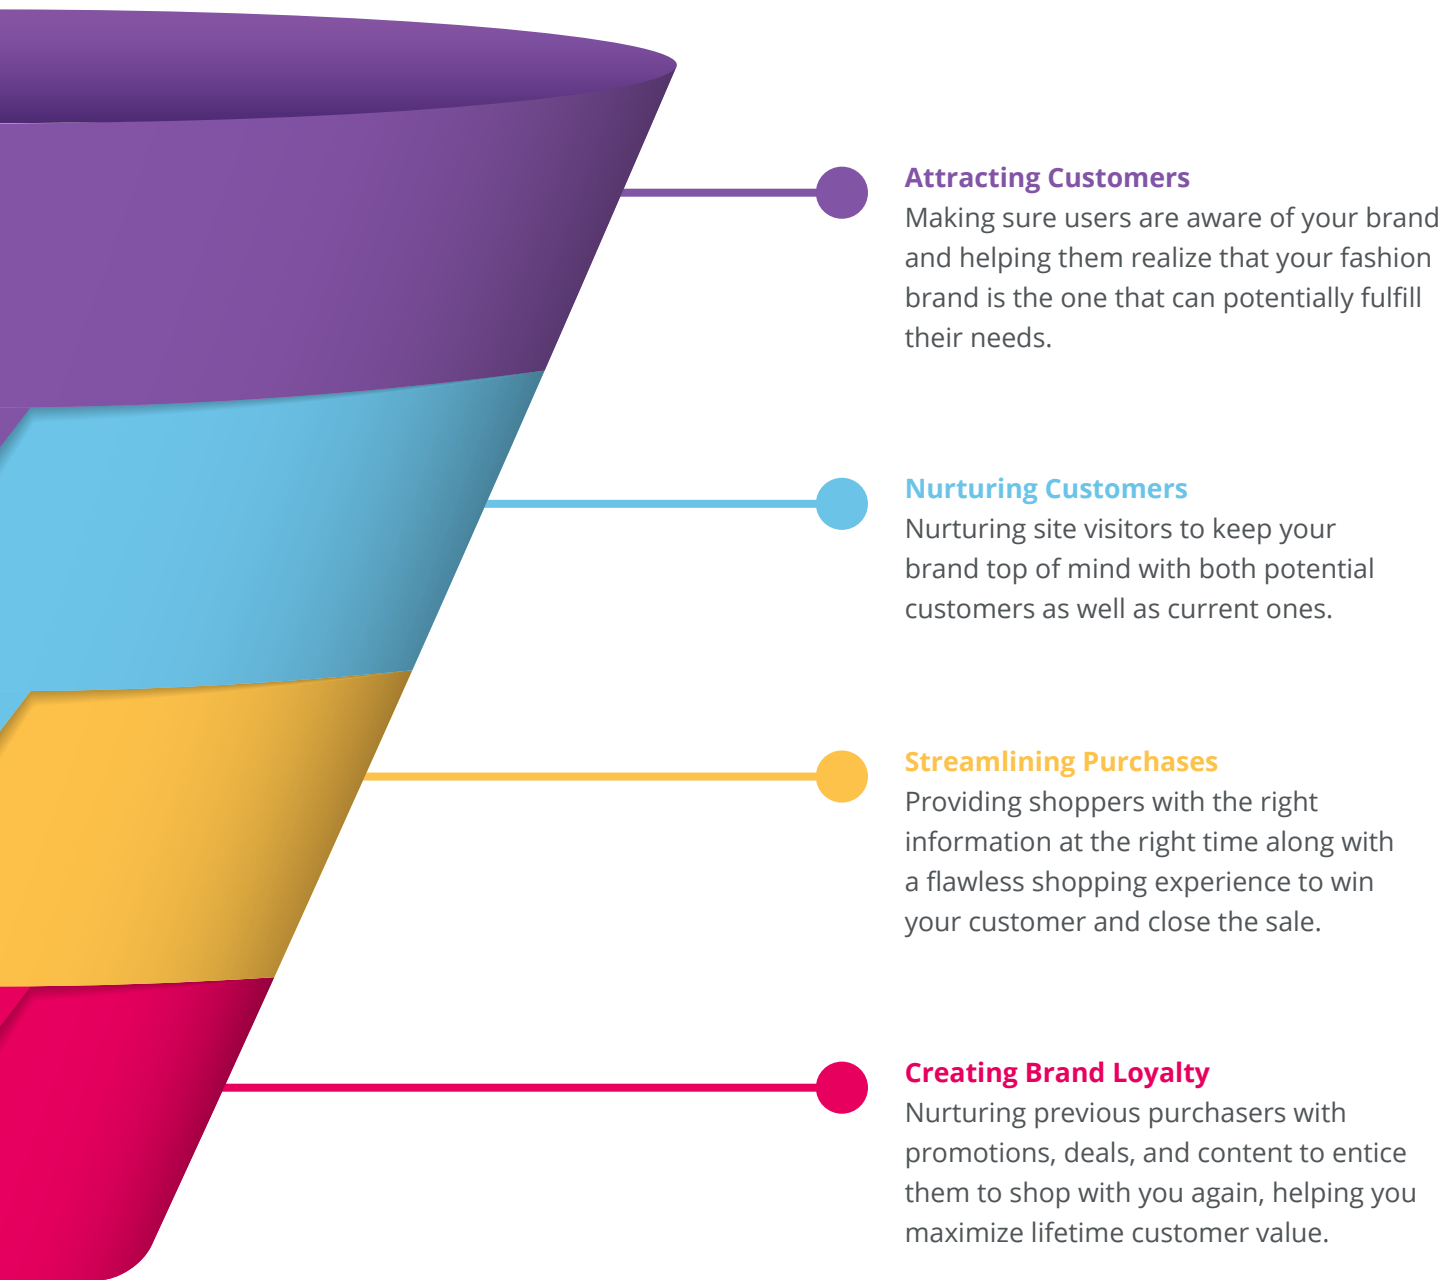 Attracting Customers
Making sure users are aware of your brand
and helping them realize that your fashion
brand is the one that can potentially fulfill
their needs.
Nurturing Customers
Nurturing site visitors to keep your
brand top of mind with both potential
customers as well as current ones.
Streamlining Purchases
Providing shoppers with the right
information at the right time along with
a flawless shopping experience to win
your customer and close the sale.
Creating Brand Loyalty
Nurturing previous purchasers with
promotions, deals, and content to entice
them to shop with you again, helping you
maximize lifetime customer value.